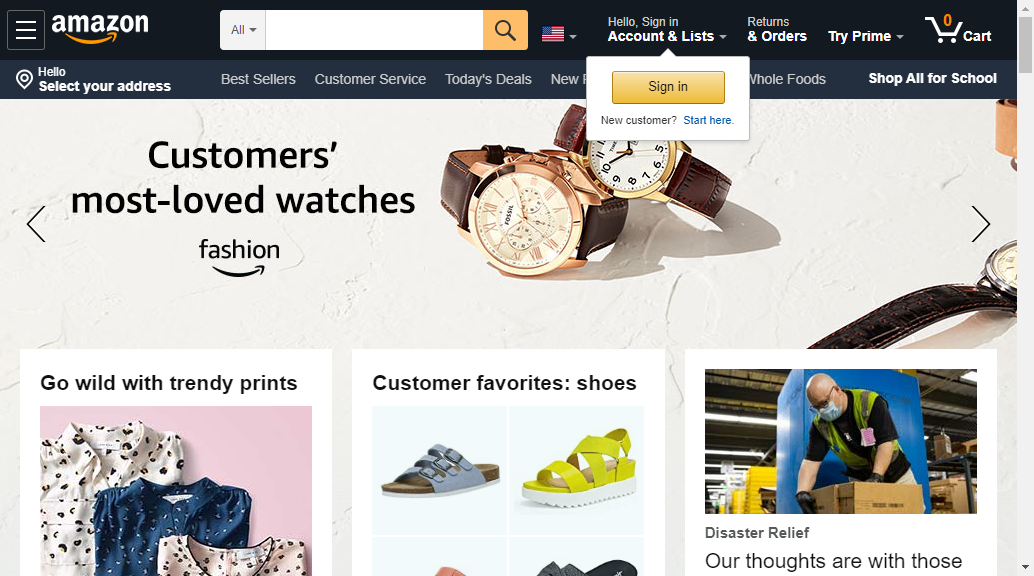 amazon
All
Hello, Sign in
Account & Lists
Returns
& Orders
Try Prime
0
Cart
Hello
Select your address
Best Sellers
Customer Service
Today's Deals
New
Whole Foods
Shop All for School
Sign in
New customer? Start here.
Customers’
most-loved watches
fashion
FOSSIL
Go wild with trendy prints
Customer favorites: shoes
Disaster Relief
Our thoughts are with those